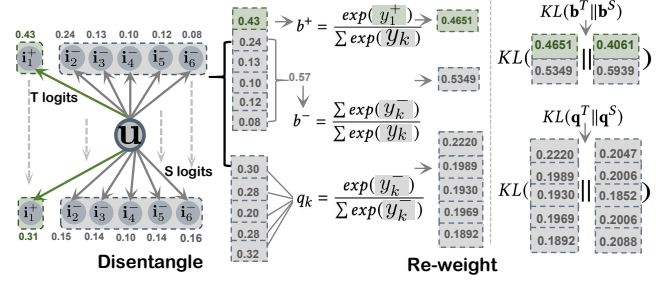 0.43
0.24 0.13 0.10 0.12 0.08
i₁⁺ i₂⁻ i₃⁻ i₄⁻ i₅⁻ i₆⁻
T logits
u
S logits
i₁⁺ i₂⁻ i₃⁻ i₄⁻ i₅⁻ i₆⁻
0.31
0.15 0.14 0.10 0.14 0.16
Disentangle
0.43
0.24
0.13
0.10
0.12
0.08
0.57
0.30
0.28
0.20
0.28
0.32
b⁺ = exp(y₁⁺) / ∑ exp(yₖ)
b⁻ = ∑ exp(yₖ⁻) / ∑ exp(yₖ)
qₖ = exp(yₖ⁻) / ∑ exp(yₖ⁻)
0.4651
0.5349
0.2220
0.1989
0.1930
0.1969
0.1892
Re-weight
KL(bᵀ||bˢ)
KL( 0.4651 || 0.4061 )
0.5349 0.5939
KL(qᵀ||qˢ)
0.2220 0.2047
0.1989 0.2006
KL( 0.1930 || 0.1852 )
0.1969 0.2006
0.1892 0.2088